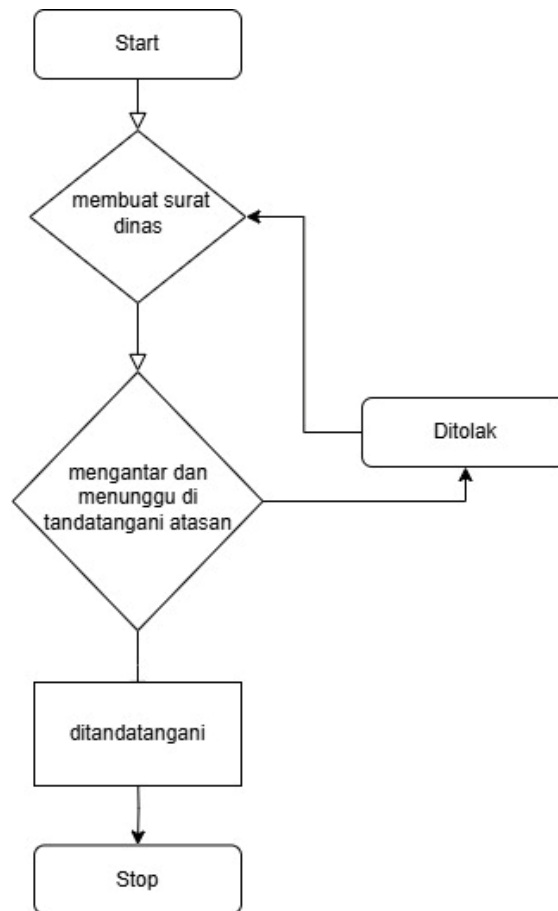 Start
membuat surat
dinas
Ditolak
mengantar dan
menunggu di
tandatangani atasan
ditandatangani
Stop